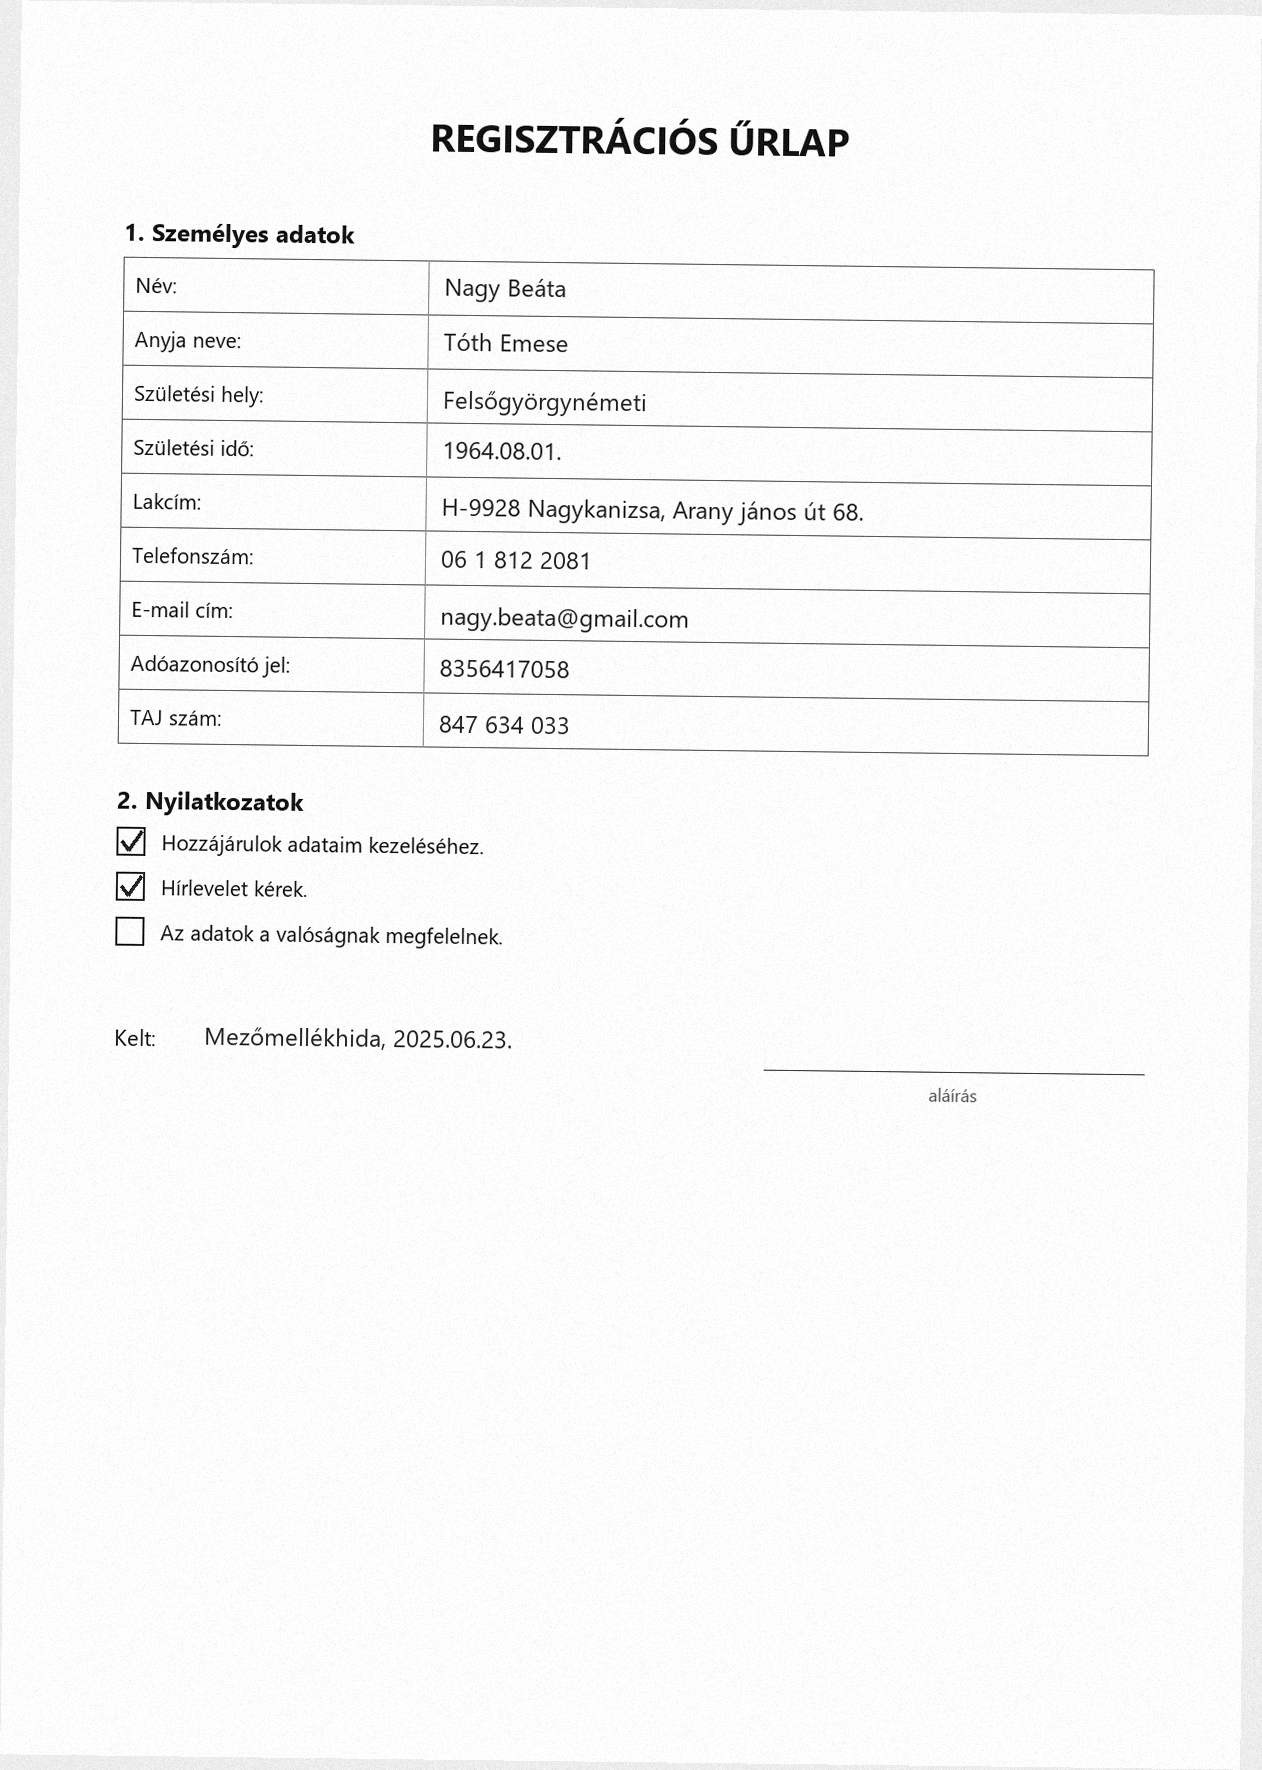 REGISZTRÁCIÓS ŰRLAP
1. Személyes adatok
Név: Nagy Beáta
Anyja neve: Tóth Emese
Születési hely: Felsőgyörgynémeti
Születési idő: 1964.08.01.
Lakcím: H-9928 Nagykanizsa, Arany jános út 68.
Telefonszám: 06 1 812 2081
E-mail cím: nagy.beata@gmail.com
Adóazonosító jel: 8356417058
TAJ szám: 847 634 033
2. Nyilatkozatok
Hozzájárulok adataim kezeléséhez.
Hírlevelet kérek.
Az adatok a valóságnak megfelelnek.
Kelt: Mezőmellékhida, 2025.06.23.
aláírás